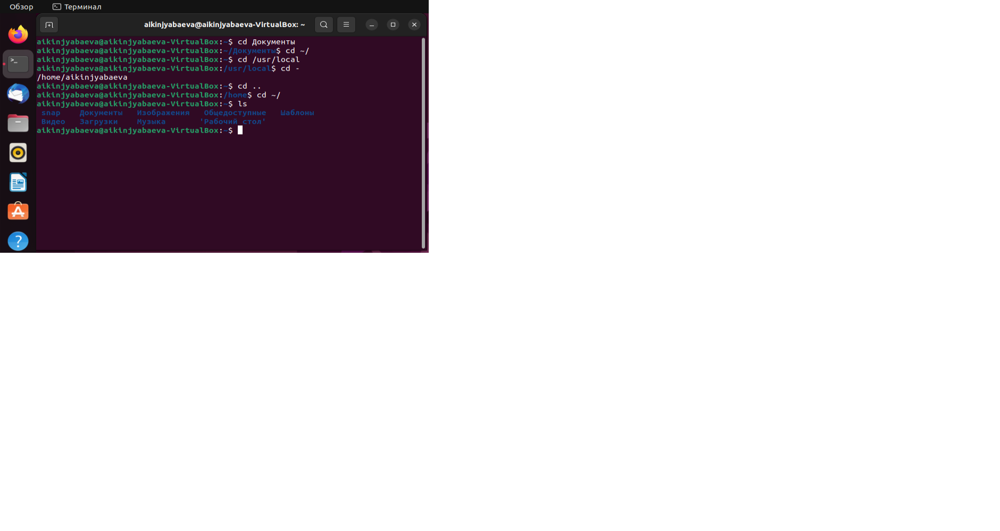 Обзор Терминал
aikinjyabaeva@aikinjyabaeva-VirtualBox: ~
aikinjyabaeva@aikinjyabaeva-VirtualBox:~$ cd Документы
aikinjyabaeva@aikinjyabaeva-VirtualBox:~/Документы$ cd ~/
aikinjyabaeva@aikinjyabaeva-VirtualBox:~$ cd /usr/local
aikinjyabaeva@aikinjyabaeva-VirtualBox:/usr/local$ cd -
/home/aikinjyabaeva
aikinjyabaeva@aikinjyabaeva-VirtualBox:~$ cd ..
aikinjyabaeva@aikinjyabaeva-VirtualBox:/home$ cd ~/
aikinjyabaeva@aikinjyabaeva-VirtualBox:~$ ls
snap Документы Изображения Общедоступные Шаблоны
Видео Загрузки Музыка 'Рабочий стол'
aikinjyabaeva@aikinjyabaeva-VirtualBox:~$